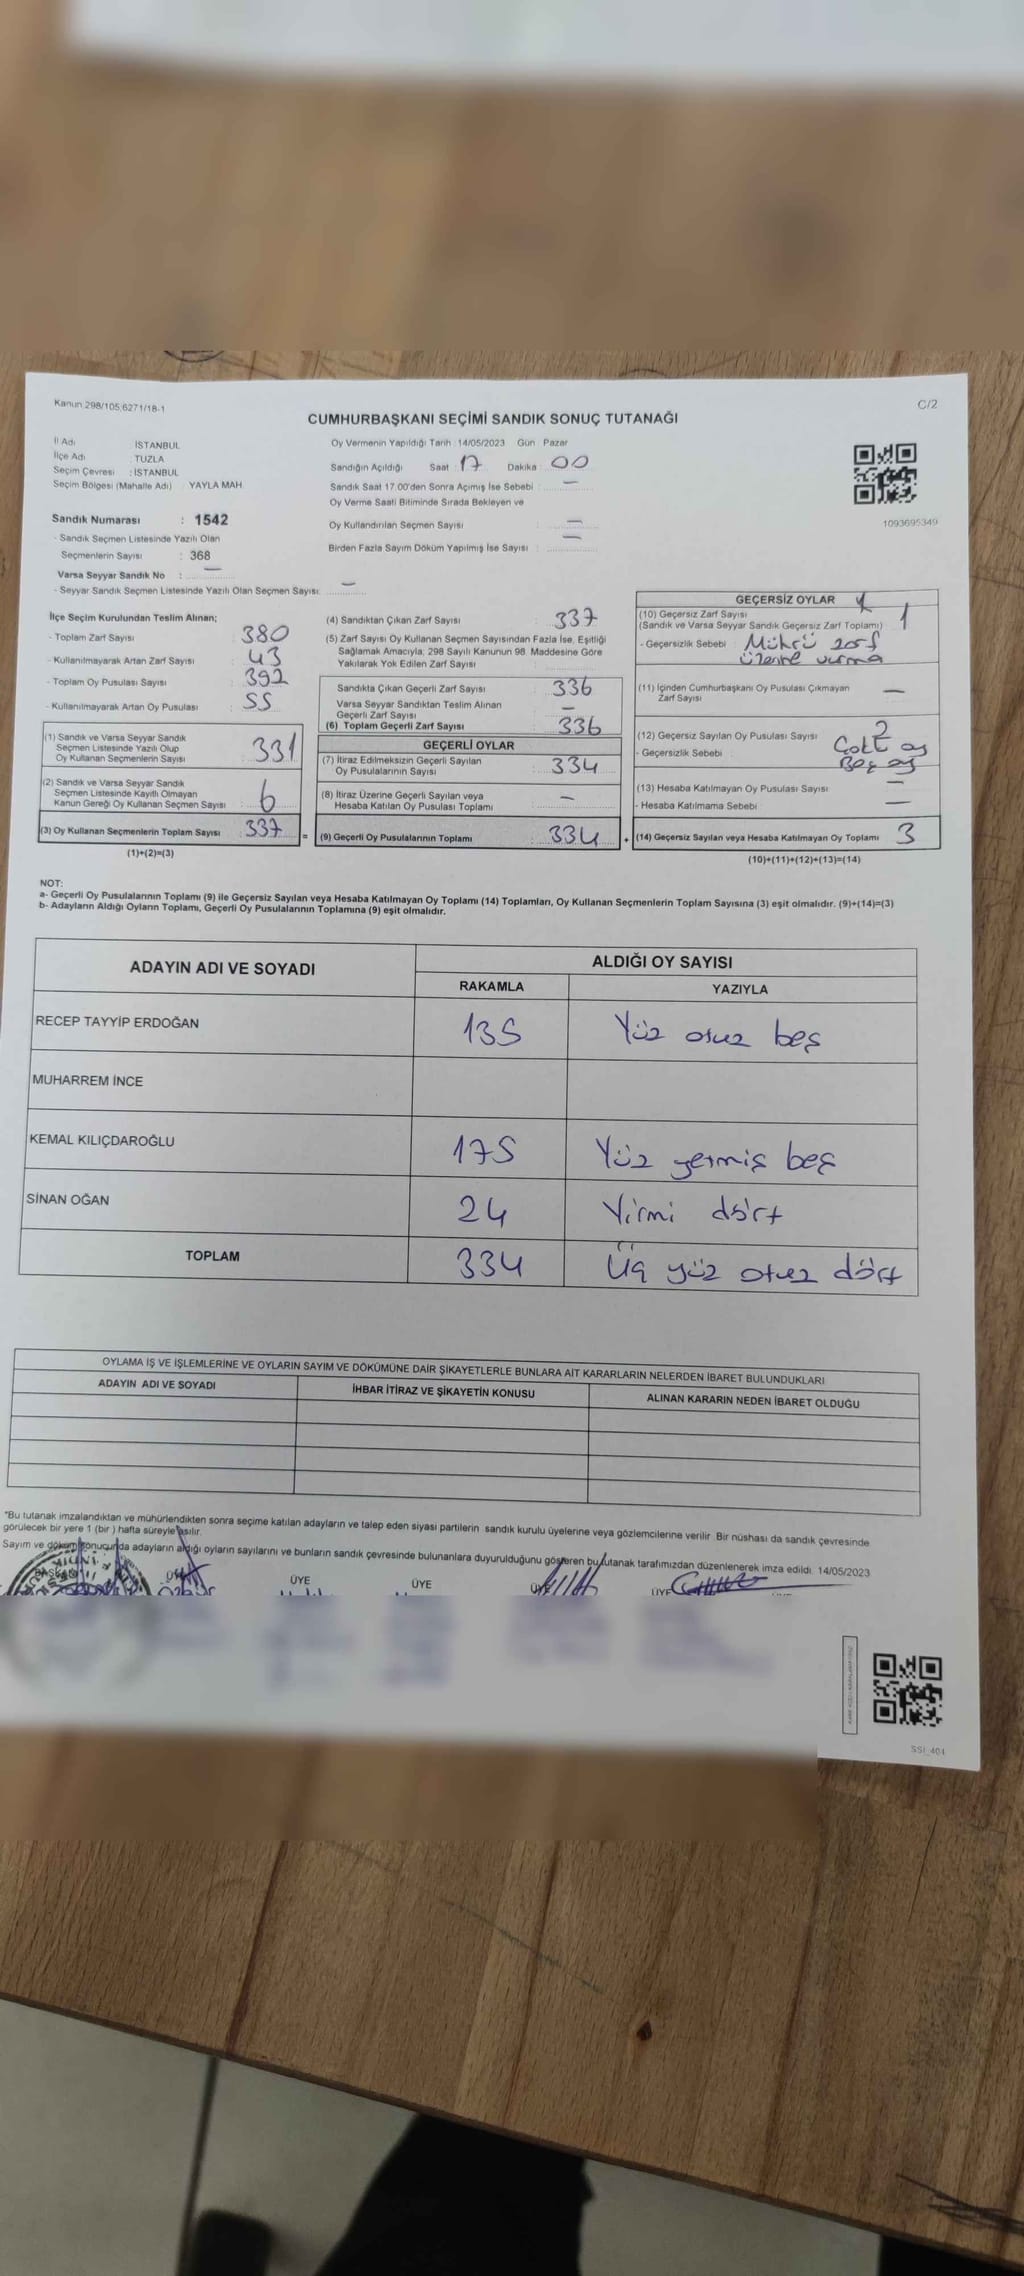 Kanun 298/105,6271/18-1
C/2
CUMHURBAŞKANI SEÇİMİ SANDIK SONUÇ TUTANAĞI
İl Adı : İSTANBUL
İlçe Adı : TUZLA
Seçim Çevresi : İSTANBUL
Seçim Bölgesi (Mahalle Adı) : YAYLA MAH.
Sandık Numarası : 1542
- Sandık Seçmen Listesinde Yazılı Olan
Seçmenlerin Sayısı : 368
Varsa Seyyar Sandık No : —
- Seyyar Sandık Seçmen Listesinde Yazılı Olan Seçmen Sayısı: —
Oy Vermenin Yapıldığı Tarih :14/05/2023 Gün : Pazar
Sandığın Açıldığı Saat : 17 Dakika : 00
Sandık Saat 17.00'den Sonra Açımış İse Sebebi : —
Oy Verme Saati Bitiminde Sırada Bekleyen ve
Oy Kullandırılan Seçmen Sayısı : —
Birden Fazla Sayım Döküm Yapılmış İse Sayısı : —
1093695349
İlçe Seçim Kurulundan Teslim Alınan;
- Toplam Zarf Sayısı : 380
- Kullanılmayarak Artan Zarf Sayısı : 43
- Toplam Oy Pusulası Sayısı : 392
- Kullanılmayarak Artan Oy Pusulası : 55
(1) Sandık ve Varsa Seyyar Sandık
Seçmen Listesinde Yazılı Olup
Oy Kullanan Seçmenlerin Sayısı : 331
(2) Sandık ve Varsa Seyyar Sandık
Seçmen Listesinde Kayıtlı Olmayan
Kanun Gereği Oy Kullanan Seçmen Sayısı : 6
(3) Oy Kullanan Seçmenlerin Toplam Sayısı : 337
(1)+(2)=(3)
(4) Sandıktan Çıkan Zarf Sayısı : 337
(5) Zarf Sayısı Oy Kullanan Seçmen Sayısından Fazla İse, Eşitliği
Sağlamak Amacıyla, 298 Sayılı Kanunun 98. Maddesine Göre
Yakılarak Yok Edilen Zarf Sayısı :
Sandıkta Çıkan Geçerli Zarf Sayısı : 336
Varsa Seyyar Sandıktan Teslim Alınan
Geçerli Zarf Sayısı : —
(6) Toplam Geçerli Zarf Sayısı : 336
GEÇERLİ OYLAR
(7) İtiraz Edilmeksizin Geçerli Sayılan
Oy Pusulalarının Sayısı : 334
(8) İtiraz Üzerine Geçerli Sayılan veya
Hesaba Katılan Oy Pusulası Toplamı : —
= (9) Geçerli Oy Pusulalarının Toplamı : 334 +
GEÇERSİZ OYLAR
(10) Geçersiz Zarf Sayısı
(Sandık ve Varsa Seyyar Sandık Geçersiz Zarf Toplamı) : 1
- Geçersizlik Sebebi : Mührü zarf
üzerine vurma
(11) İçinden Cumhurbaşkanı Oy Pusulası Çıkmayan
Zarf Sayısı —
(12) Geçersiz Sayılan Oy Pusulası Sayısı : 2
- Geçersizlik Sebebi : Çoklu oy
Boş oy
(13) Hesaba Katılmayan Oy Pusulası Sayısı : —
- Hesaba Katılmama Sebebi : —
(14) Geçersiz Sayılan veya Hesaba Katılmayan Oy Toplamı : 3
(10)+(11)+(12)+(13)=(14)
NOT:
a- Geçerli Oy Pusulalarının Toplamı (9) ile Geçersiz Sayılan veya Hesaba Katılmayan Oy Toplamı (14) Toplamları, Oy Kullanan Seçmenlerin Toplam Sayısına (3) eşit olmalıdır. (9)+(14)=(3)
b- Adayların Aldığı Oyların Toplamı, Geçerli Oy Pusulalarının Toplamına (9) eşit olmalıdır.
ADAYIN ADI VE SOYADI ALDIĞI OY SAYISI
RAKAMLA YAZIYLA
RECEP TAYYİP ERDOĞAN 135 Yüz otuz beş
MUHARREM İNCE
KEMAL KILIÇDAROĞLU 175 Yüz yetmiş beş
SİNAN OĞAN 24 Yirmi dört
TOPLAM 334 Üç yüz otuz dört
OYLAMA İŞ VE İŞLEMLERİNE VE OYLARIN SAYIM VE DÖKÜMÜNE DAİR ŞİKAYETLERLE BUNLARA AİT KARARLARIN NELERDEN İBARET BULUNDUKLARI
ADAYIN ADI VE SOYADI İHBAR İTİRAZ VE ŞİKAYETİN KONUSU ALINAN KARARIN NEDEN İBARET OLDUĞU
*Bu tutanak imzalandıktan ve mühürlendikten sonra seçime katılan adayların ve talep eden siyasi partilerin sandık kurulu üyelerine veya gözlemcilerine verilir. Bir nüshası da sandık çevresinde
görülecek bir yere 1 (bir ) hafta süreyle asılır.
Sayım ve döküm sonucunda adayların aldığı oyların sayılarını ve bunların sandık çevresinde bulunanlara duyurulduğunu gösteren bu tutanak tarafımızdan düzenlenerek imza edildi. 14/05/2023
BAŞKAN ÜYE ÜYE ÜYE ÜYE ÜYE
SSI_404